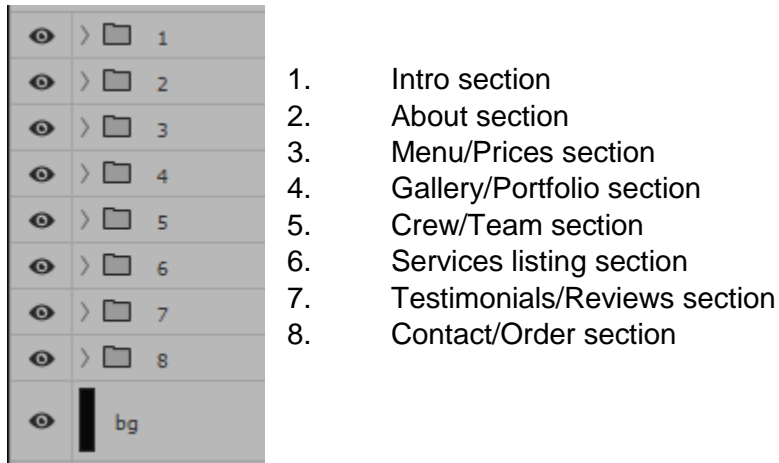 1
2
3
4
5
6
7
8
bg
1. Intro section
2. About section
3. Menu/Prices section
4. Gallery/Portfolio section
5. Crew/Team section
6. Services listing section
7. Testimonials/Reviews section
8. Contact/Order section